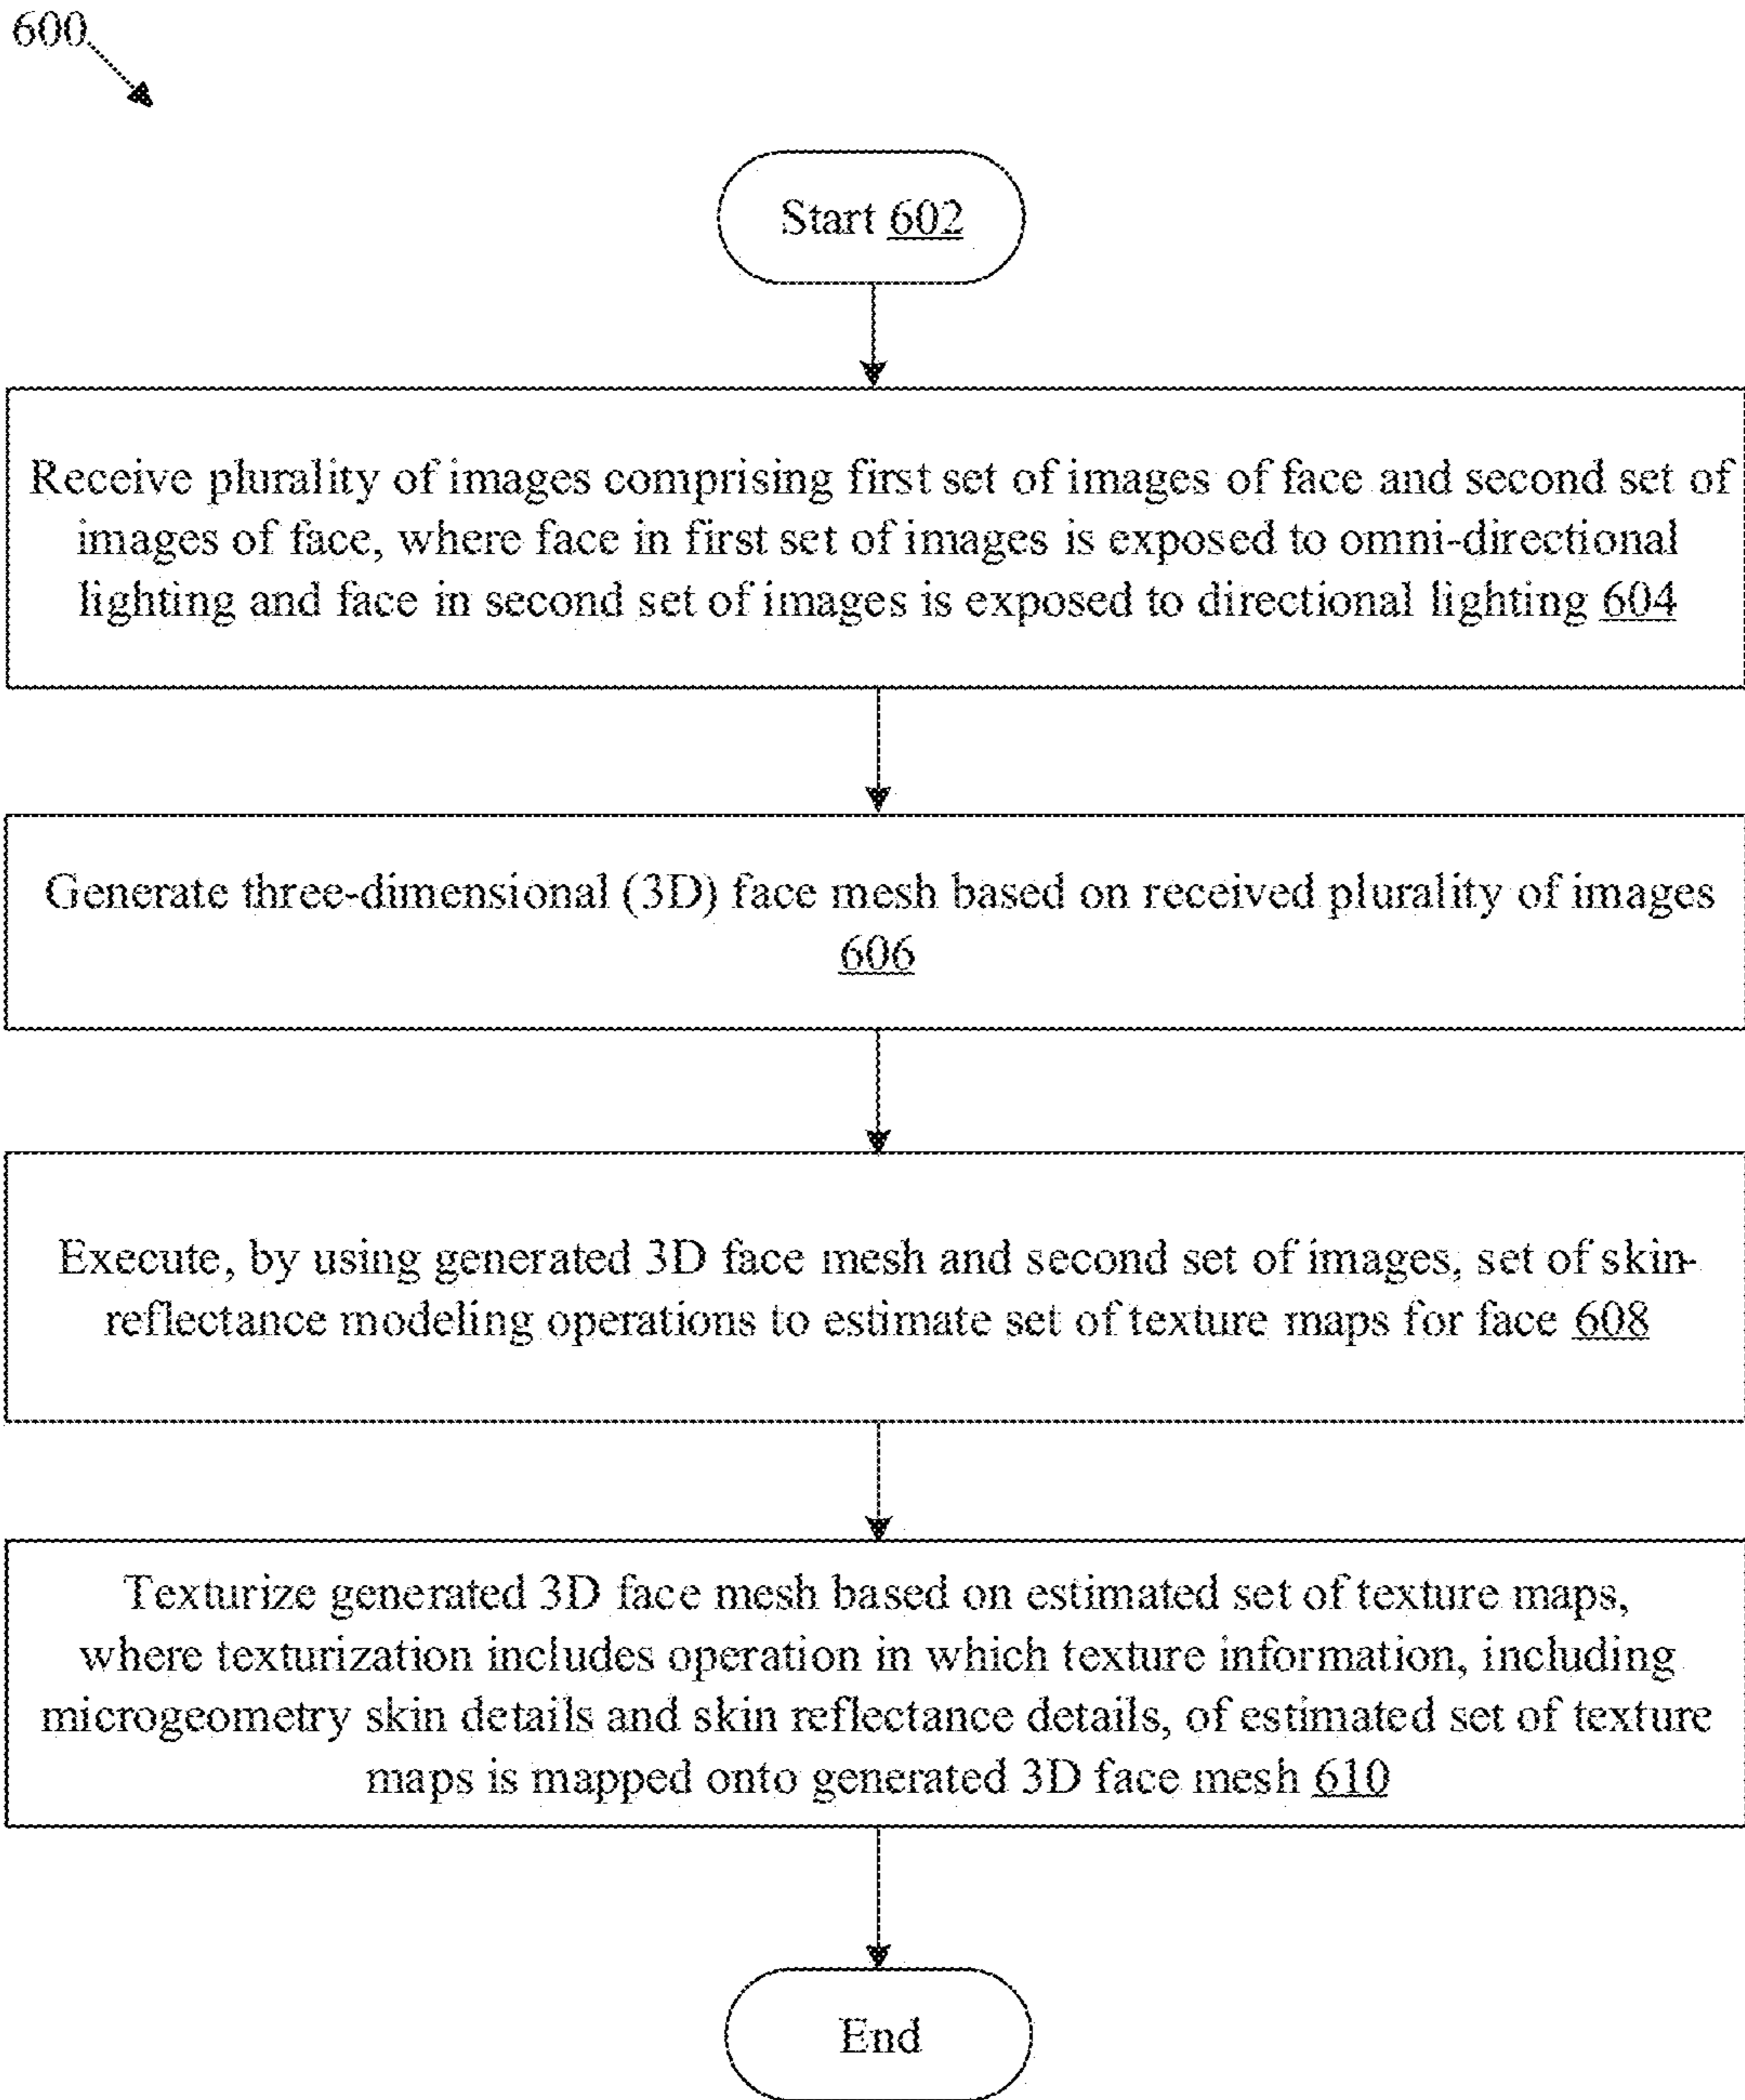 600
Start 602
Receive plurality of images comprising first set of images of face and second set of
images of face, where face in first set of images is exposed to omni-directional
lighting and face in second set of images is exposed to directional lighting 604
Generate three-dimensional (3D) face mesh based on received plurality of images
606
Execute, by using generated 3D face mesh and second set of images, set of skin-
reflectance modeling operations to estimate set of texture maps for face 608
Texturize generated 3D face mesh based on estimated set of texture maps,
where texturization includes operation in which texture information, including
microgeometry skin details and skin reflectance details, of estimated set of texture
maps is mapped onto generated 3D face mesh 610
End